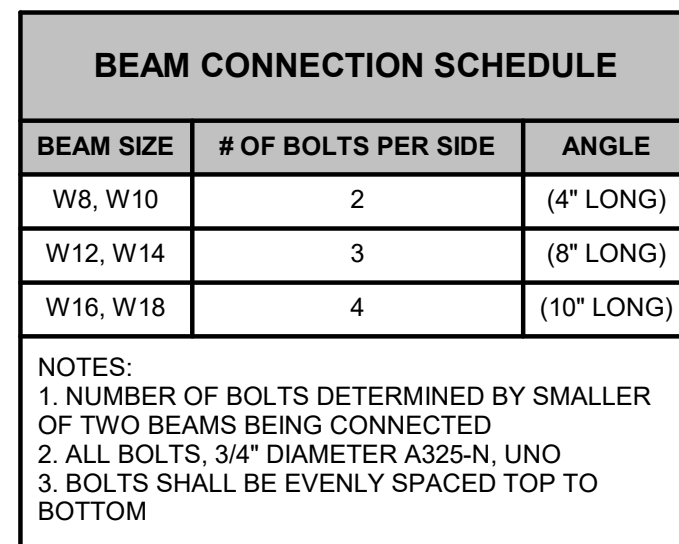 BEAM CONNECTION SCHEDULE
BEAM SIZE # OF BOLTS PER SIDE ANGLE
W8, W10 2 (4" LONG)
W12, W14 3 (8" LONG)
W16, W18 4 (10" LONG)
NOTES:
1. NUMBER OF BOLTS DETERMINED BY SMALLER
OF TWO BEAMS BEING CONNECTED
2. ALL BOLTS, 3/4" DIAMETER A325-N, UNO
3. BOLTS SHALL BE EVENLY SPACED TOP TO
BOTTOM